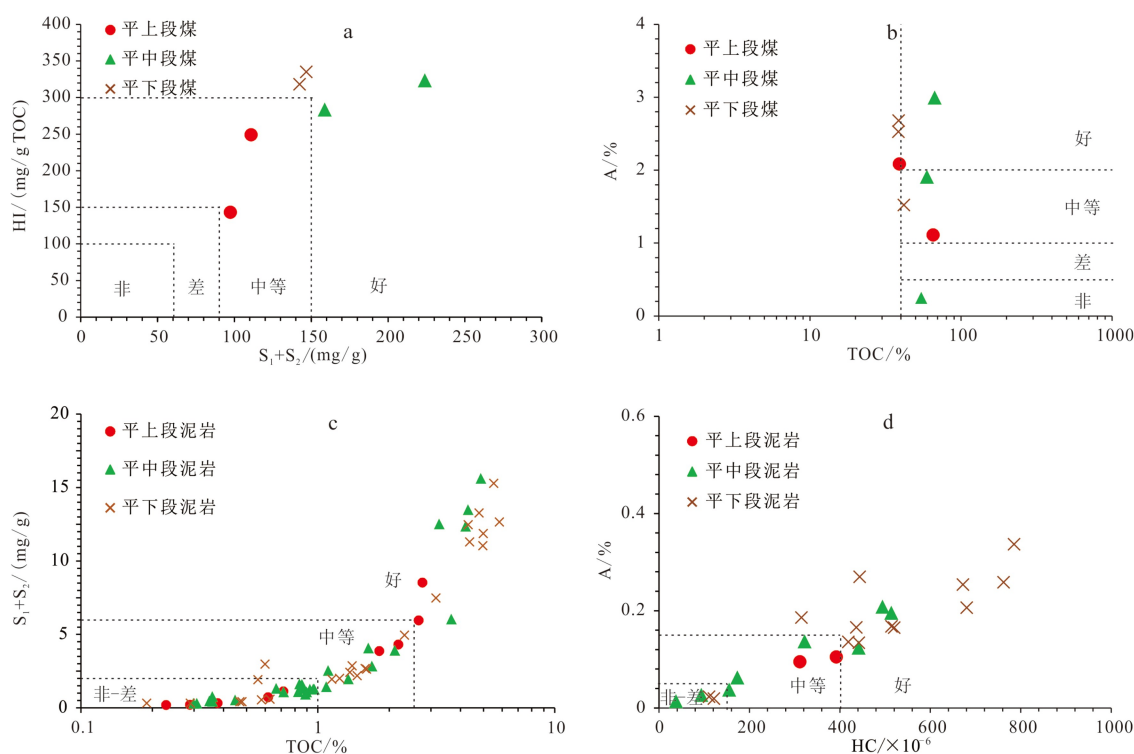 a
平上段煤
平中段煤
平下段煤
HI/(mg/g TOC)
400
350
300
250
200
150
100
50
0
非
差
中等
好
0 50 100 150 200 250 300
S₁+S₂/(mg/g)
b
平上段煤
平中段煤
平下段煤
A/%
4
3
2
1
0
好
中等
差
非
1 10 100 1000
TOC/%
c
平上段泥岩
平中段泥岩
平下段泥岩
S₁+S₂/(mg/g)
20
15
10
5
0
好
中等
非-差
0.1 1 10
TOC/%
d
平上段泥岩
平中段泥岩
平下段泥岩
A/%
0.6
0.4
0.2
0
非-差
中等
好
0 200 400 600 800 1000
HC/×10⁻⁶